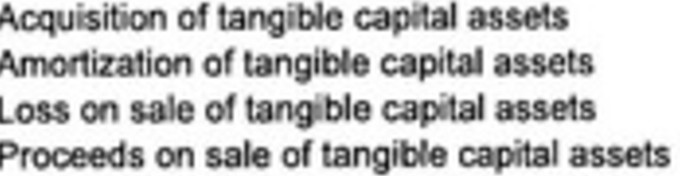 Acquisition of tangible capital assets
Amortization of tangible capital assets
Loss on sale of tangible capital assets
Proceeds on sale of tangible capital assets